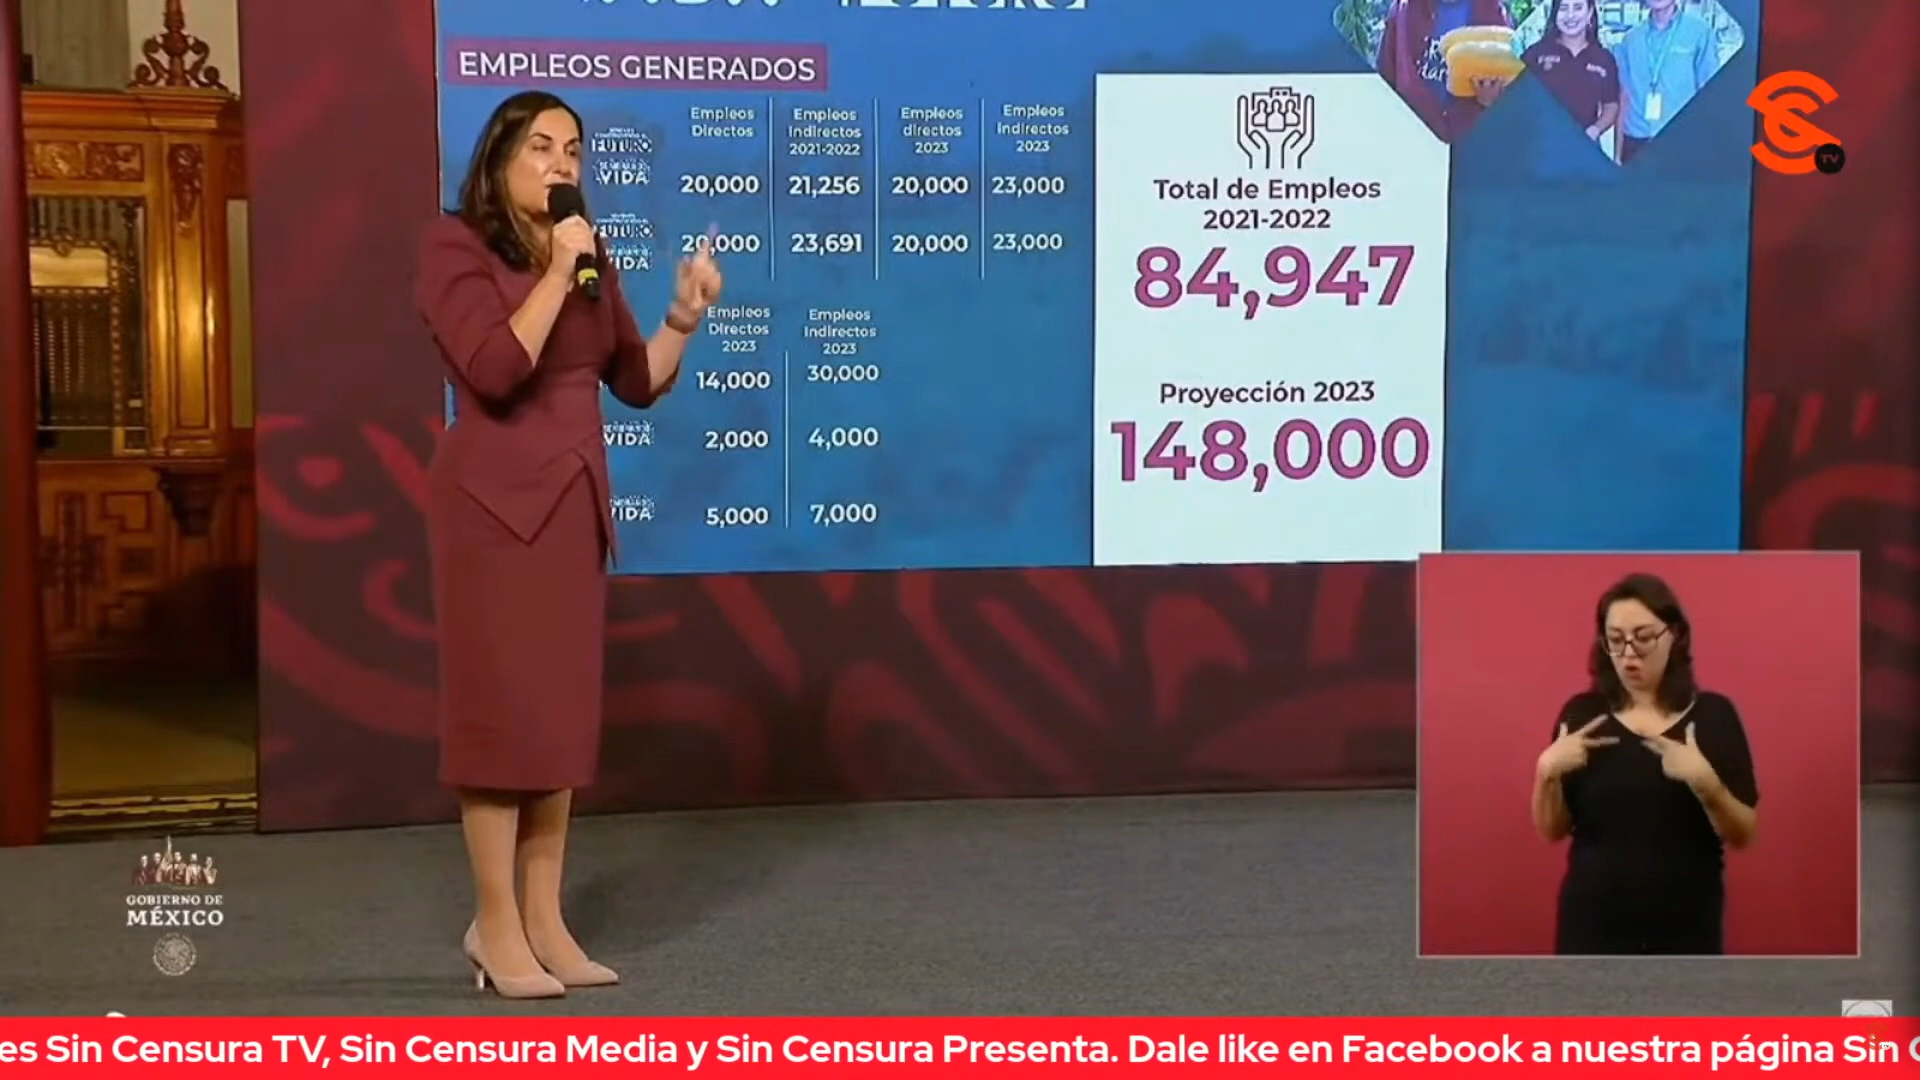 EMPLEOS GENERADOS
Empleos
Directos
Empleos
Indirectos
2021-2022
Empleos
directos
2023
Empleos
Indirectos
2023
FUTURO
VIDA
20,000
21,256
20,000
23,000
FUTURO
VIDA
20,000
23,691
20,000
23,000
Empleos
Directos
2023
Empleos
Indirectos
2023
14,000
30,000
VIDA
2,000
4,000
VIDA
5,000
7,000
Total de Empleos
2021-2022
84,947
Proyección 2023
148,000
TV
GOBIERNO DE
MÉXICO
es Sin Censura TV, Sin Censura Media y Sin Censura Presenta. Dale like en Facebook a nuestra página Sin